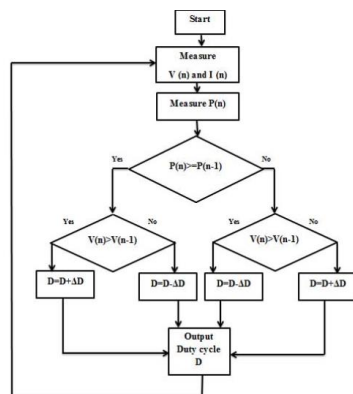 Start
Measure
V (n) and I (n)
Measure P(n)
P(n)>=P(n-1)
Yes
No
Yes
No
Yes
No
V(n)>V(n-1)
V(n)>V(n-1)
D=D+ΔD
D=D-ΔD
D=D-ΔD
D=D+ΔD
Output
Duty cycle
D